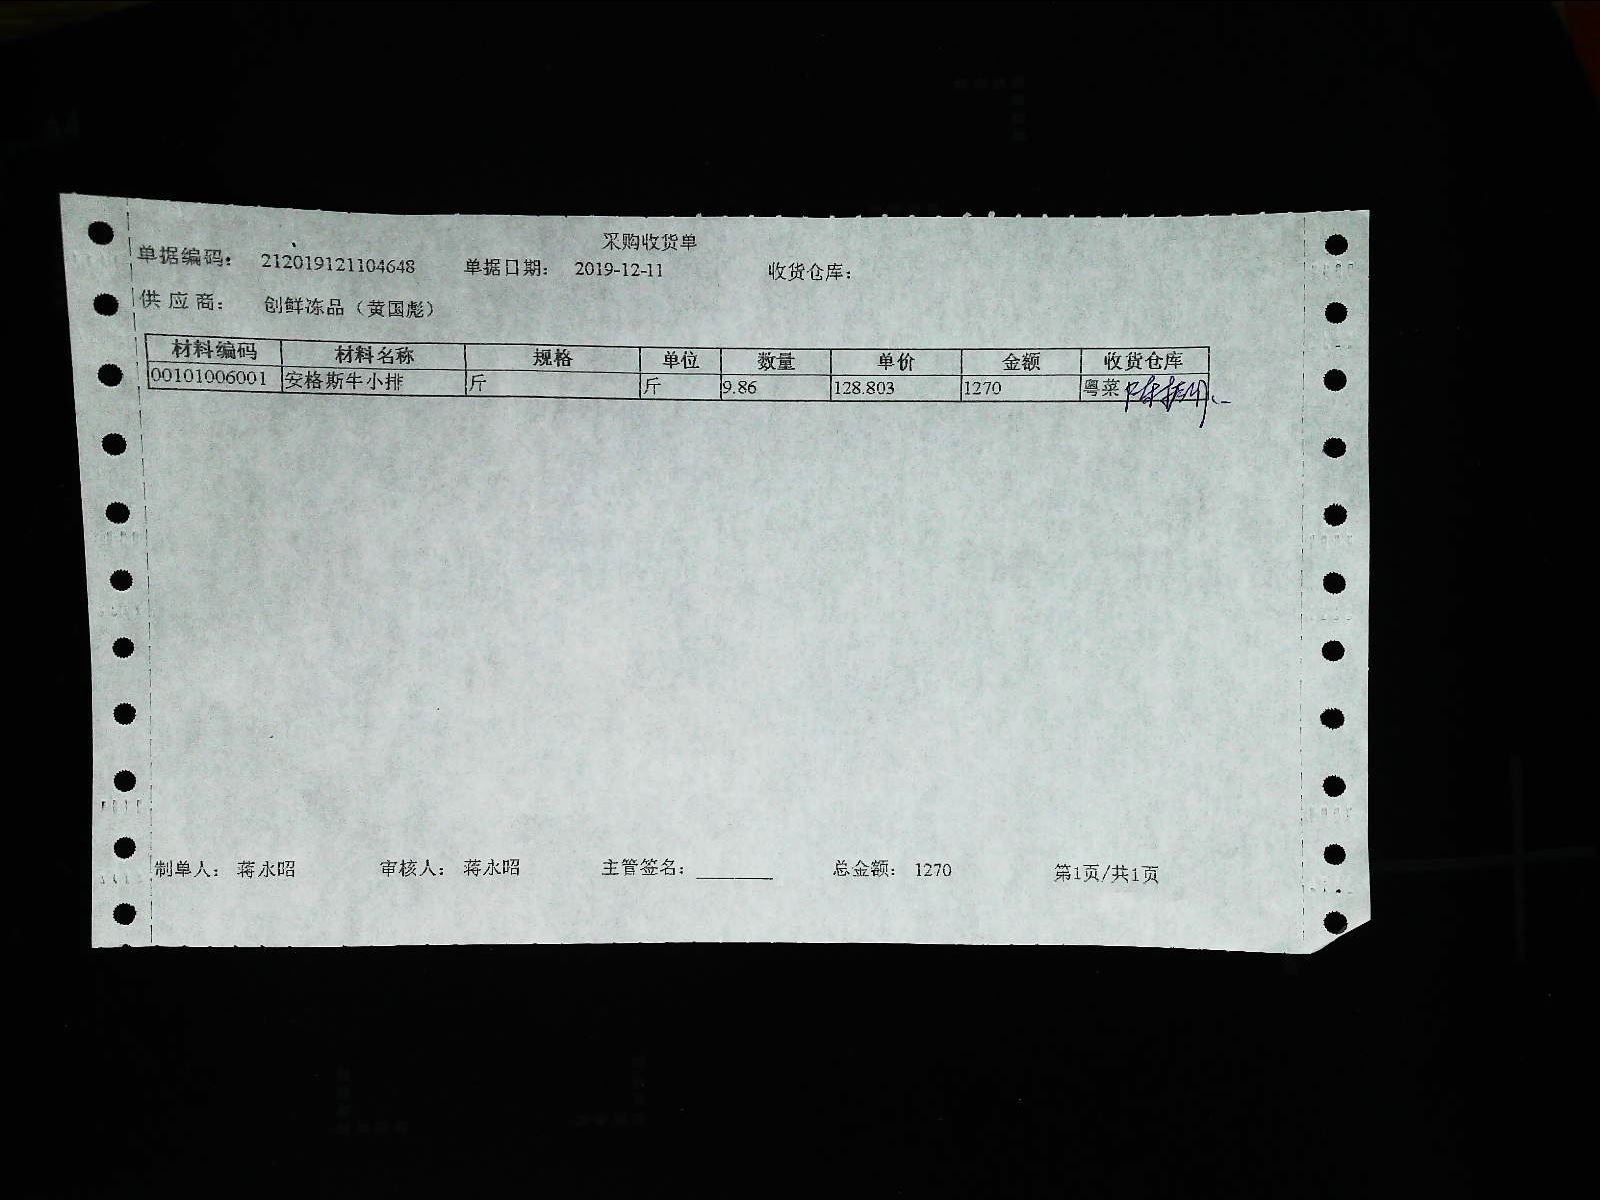 采购收货单
单据编码： 212019121104648 单据日期： 2019-12-11 收货仓库：
供应商： 创鲜冻品（黄国彪）
材料编码 材料名称 规格 单位 数量 单价 金额 收货仓库
00101006001 安格斯牛小排 斤 斤 9.86 128.803 1270 粤菜
制单人： 蒋永昭 审核人： 蒋永昭 主管签名：________ 总金额： 1270 第1页/共1页